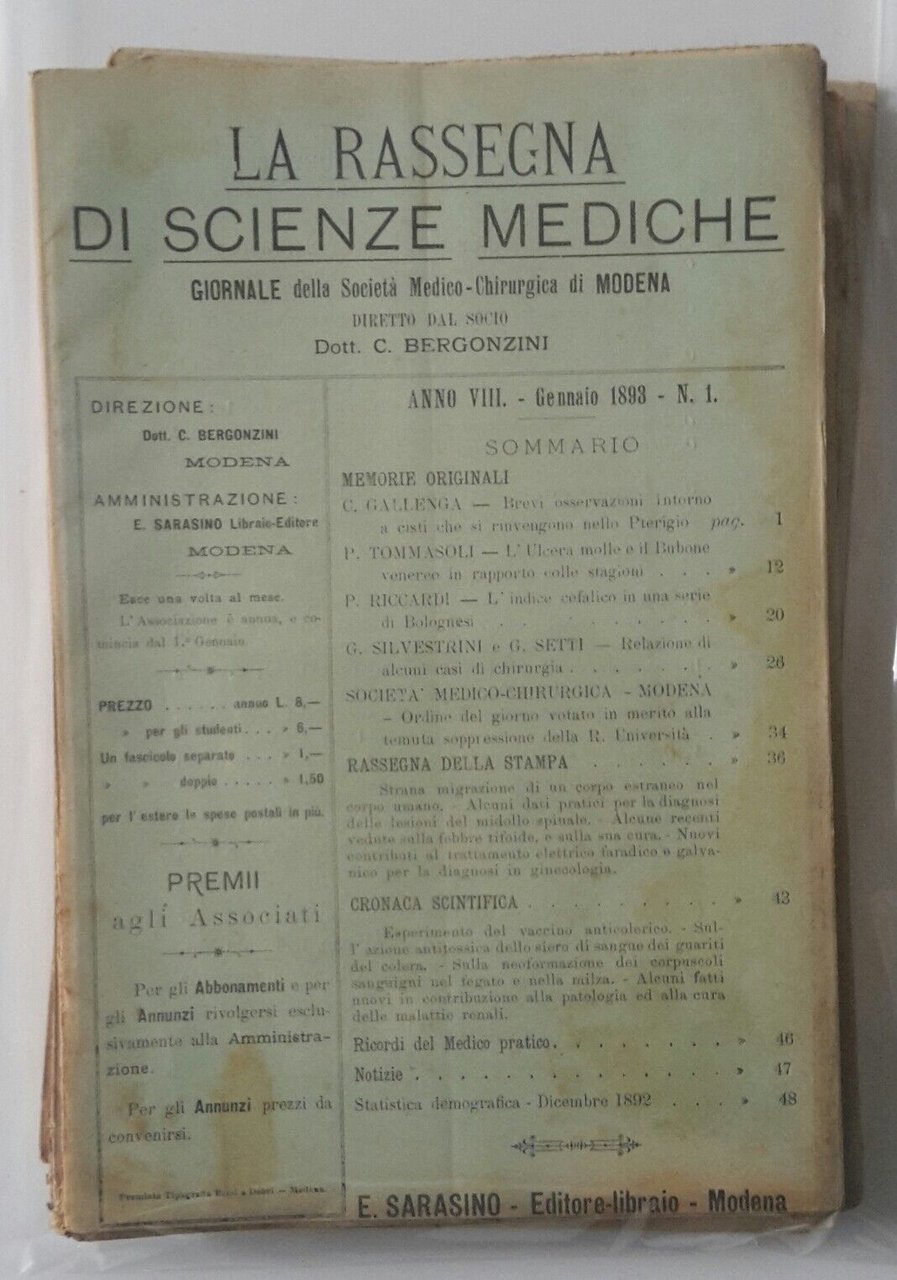 LA RASSEGNA
DI SCIENZE MEDICHE
GIORNALE della Società Medico-Chirurgica di MODENA
DIRETTO DAL SOCIO
Dott. C. BERGONZINI
DIREZIONE:
Dott. C. BERGONZINI
MODENA
AMMINISTRAZIONE:
E. SARASINO Libraio-Editore
MODENA
Esce una volta al mese.
L'Associazione è annua, e co-
mincia dal 1.º Gennaio
PREZZO . . . . . . annuo L. 8,—
» per gli studenti . . . » 6,—
Un fascicolo separato . . . » 1,—
» » doppio . . . . . » 1,50
per l'estero le spese postali in più.
PREMII
agli Associati
Per gli Abbonamenti e per
gli Annunzi rivolgersi esclu-
sivamente alla Amministra-
zione.
Per gli Annunzi prezzi da
convenirsi.
Premiata Tipografia — Modena.
ANNO VIII. - Gennaio 1893 - N. 1.
SOMMARIO
MEMORIE ORIGINALI
C. GALLENGA — Brevi osservazioni intorno
a cisti che si rinvengono nello Pterigio pag. 1
P. TOMMASOLI — L'Ulcera molle e il Bubone
venereo in rapporto colle stagioni . . . » 12
P. RICCARDI — L'indice cefalico in una serie
di Bolognesi . . . . . . . . . . » 20
G. SILVESTRINI e G. SETTI — Relazione di
alcuni casi di chirurgia . . . . . . . » 26
SOCIETA' MEDICO-CHIRURGICA - MODENA
- Ordine del giorno votato in merito alla
temuta soppressione della R. Università . » 34
RASSEGNA DELLA STAMPA . . . . . . » 36
Strana migrazione di un corpo estraneo nel
corpo umano. - Alcuni dati pratici per la diagnosi
delle lesioni del midollo spinale. - Alcune recenti
vedute sulla febbre tifoide, e sulla sua cura. - Nuovi
contributi al trattamento elettrico faradico e galva-
nico per la diagnosi in ginecologia.
CRONACA SCINTIFICA . . . . . . . . . » 43
Esperimento del vaccino anticolerico. - Sul-
l'azione antitossica dello siero di sangue dei guariti
del colera. - Sulla neoformazione dei corpuscoli
sanguigni nel fegato e nella milza. - Alcuni fatti
nuovi in contribuzione alla patologia ed alla cura
delle malattie renali.
Ricordi del Medico pratico. . . . . . . . » 46
Notizie . . . . . . . . . . . . . . » 47
Statistica demografica - Dicembre 1892 . . . » 48
E. SARASINO - Editore-libraio - Modena